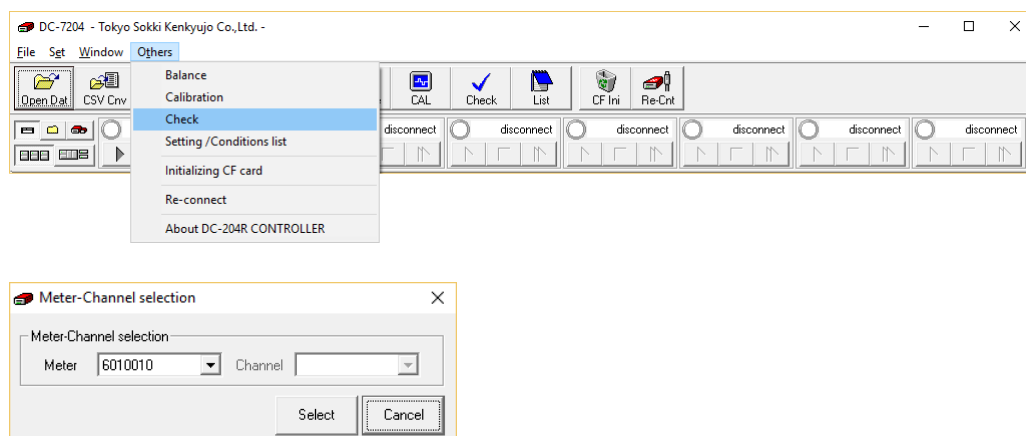 DC-7204 - Tokyo Sokki Kenkyujo Co.,Ltd. -
File Set Window Others
Open Dat CSV Cnv CAL Check List CF Ini Re-Cnt
Balance
Calibration
Check
Setting /Conditions list
Initializing CF card
Re-connect
About DC-204R CONTROLLER
disconnect disconnect disconnect disconnect disconnect disconnect
Meter-Channel selection
Meter-Channel selection
Meter 6010010 Channel
Select Cancel